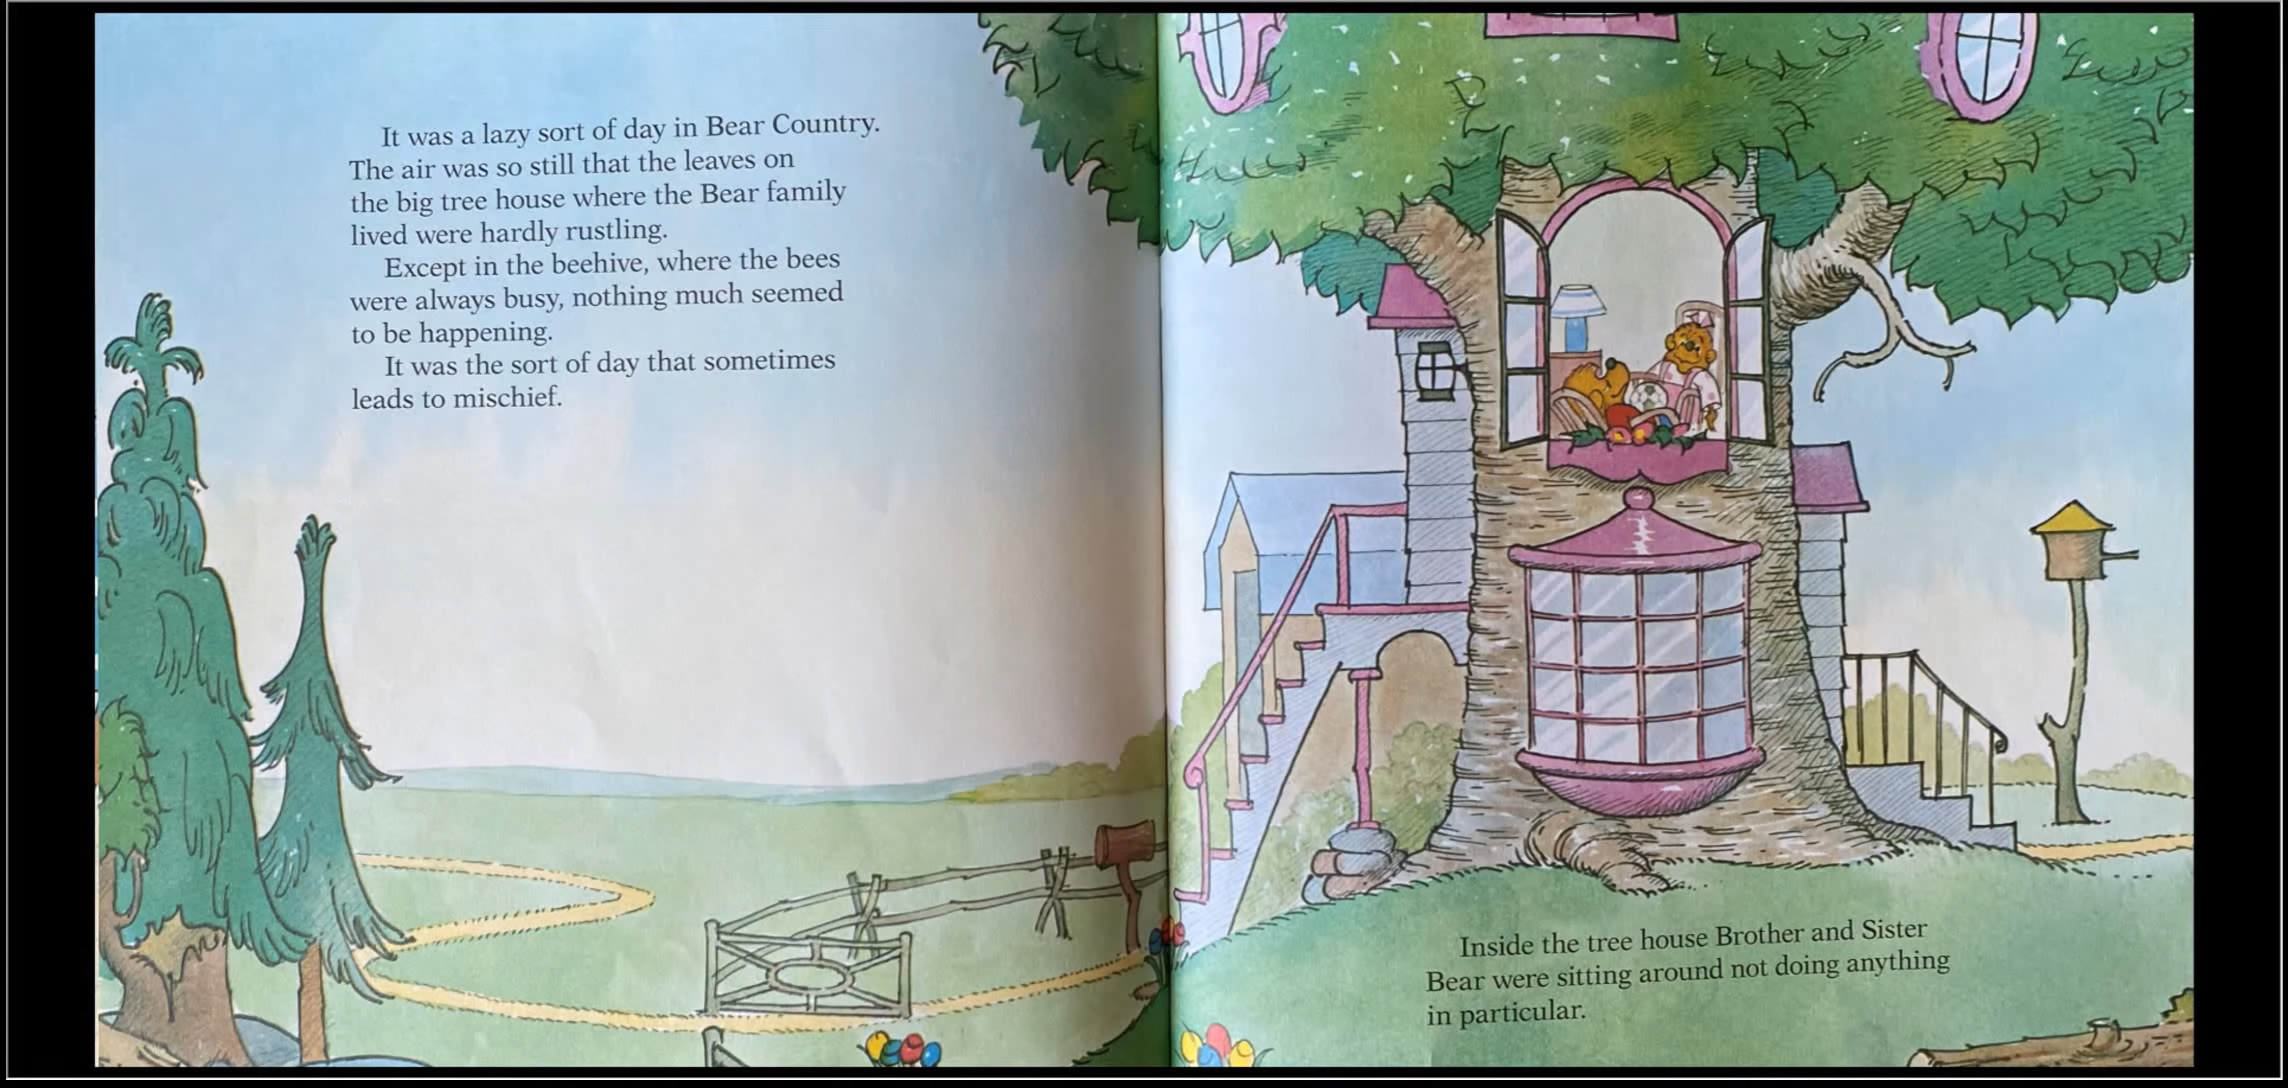 It was a lazy sort of day in Bear Country.
The air was so still that the leaves on
the big tree house where the Bear family
lived were hardly rustling.
Except in the beehive, where the bees
were always busy, nothing much seemed
to be happening.
It was the sort of day that sometimes
leads to mischief.
Inside the tree house Brother and Sister
Bear were sitting around not doing anything
in particular.